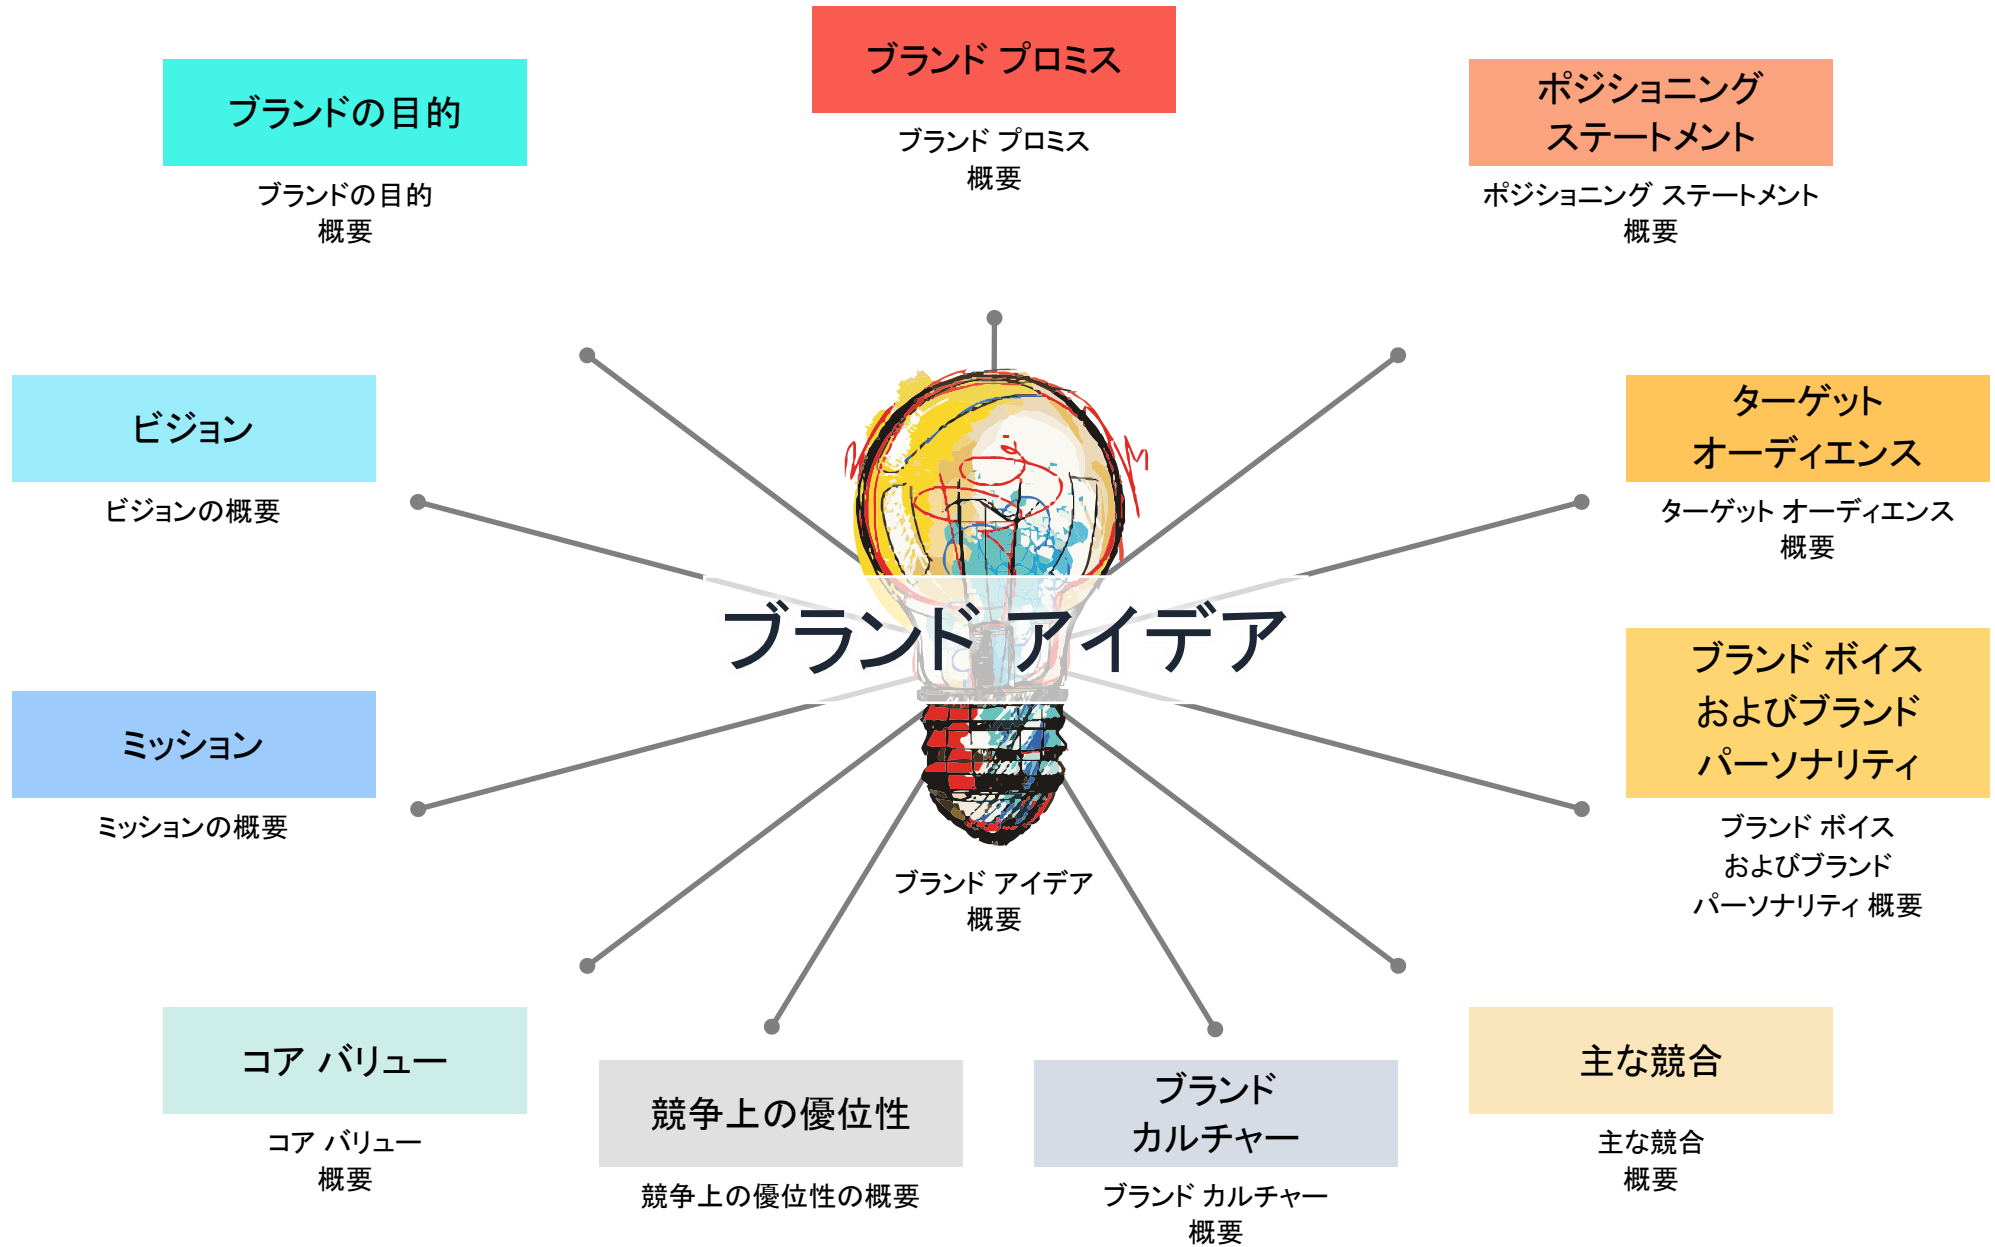 ブランド プロミス
ブランド プロミス
概要
ブランドの目的
ブランドの目的
概要
ポジショニング
ステートメント
ポジショニング ステートメント
概要
ビジョン
ビジョンの概要
ターゲット
オーディエンス
ターゲット オーディエンス
概要
ブランド アイデア
ブランド アイデア
概要
ミッション
ミッションの概要
ブランド ボイス
およびブランド
パーソナリティ
ブランド ボイス
およびブランド
パーソナリティ 概要
コア バリュー
コア バリュー
概要
競争上の優位性
競争上の優位性の概要
ブランド
カルチャー
ブランド カルチャー
概要
主な競合
主な競合
概要